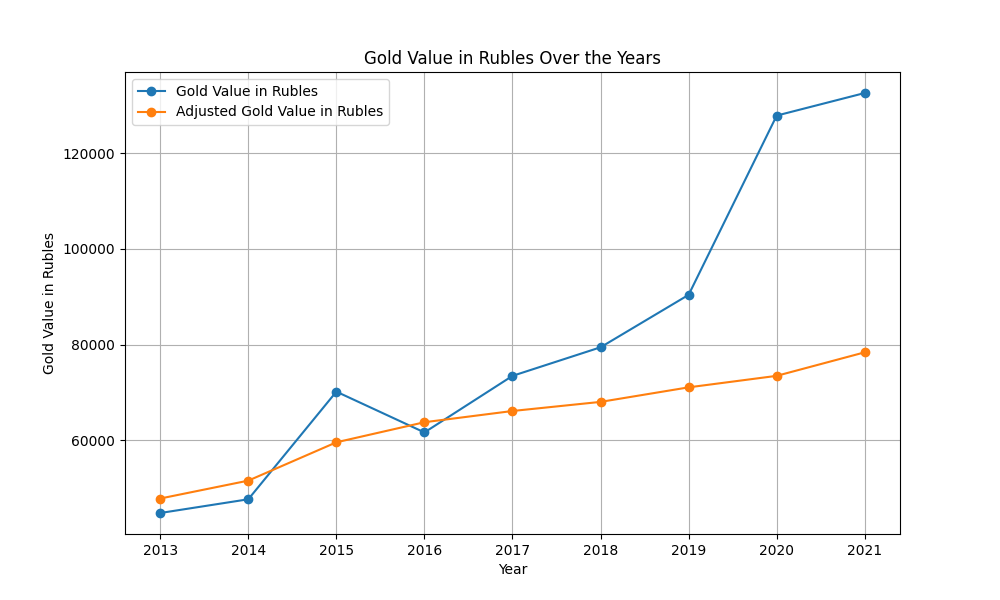 Gold Value in Rubles Over the Years
Gold Value in Rubles
Adjusted Gold Value in Rubles
Gold Value in Rubles
120000
100000
80000
60000
2013 2014 2015 2016 2017 2018 2019 2020 2021
Year